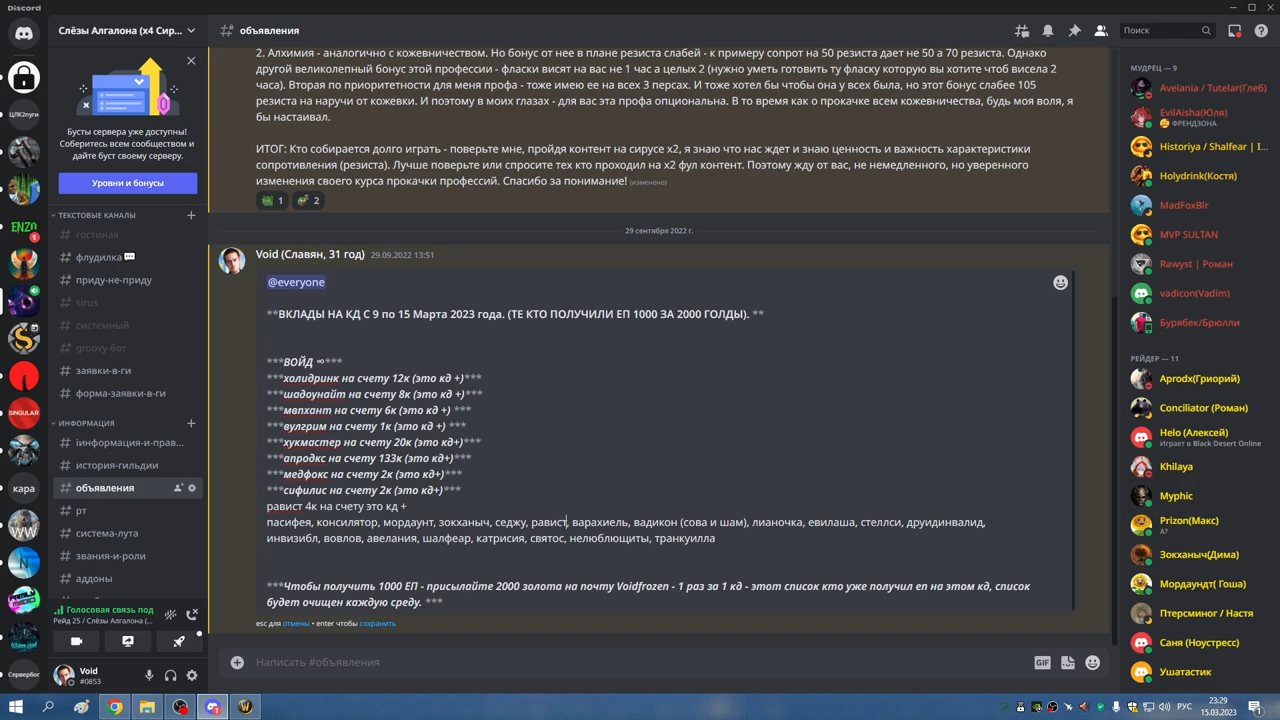 Discord
Слёзы Алгалона (x4 Сир...
объявления
Поиск
Бусты сервера уже доступны!
Соберитесь всем сообществом и
дайте буст своему серверу.
Уровни и бонусы
ТЕКСТОВЫЕ КАНАЛЫ
гостиная
флудилка
приду-не-приду
sirus
системный
groovy-бот
заявки-в-ги
форма-заявки-в-ги
ИНФОРМАЦИЯ
информация-и-прав...
история-гильдии
объявления
рт
система-лута
звания-и-роли
аддоны
Голосовая связь под
Рейд 25 / Слёзы Алгалона (...
Void
#0853
ЦЛК2пуги
ENZO
1
SINGULAR
кара
WW
Сервербог
2. Алхимия - аналогично с кожевничеством. Но бонус от нее в плане резиста слабей - к примеру сопрот на 50 резиста дает не 50 а 70 резиста. Однако
другой великолепный бонус этой профессии - фласки висят на вас не 1 час а целых 2 (нужно уметь готовить ту фласку которую вы хотите чтоб висела 2
часа). Вторая по приоритетности для меня профа - тоже имею ее на всех 3 персах. И тоже хотел бы чтобы она у всех была, но этот бонус слабее 105
резиста на наручи от кожевки. И поэтому в моих глазах - для вас эта профа опциональна. В то время как о прокачке всем кожевничества, будь моя воля, я
бы настаивал.
ИТОГ: Кто собирается долго играть - поверьте мне, пройдя контент на сирусе x2, я знаю что нас ждет и знаю ценность и важность характеристики
сопротивления (резиста). Лучше поверьте или спросите тех кто проходил на x2 фул контент. Поэтому жду от вас, не немедленного, но уверенного
изменения своего курса прокачки профессий. Спасибо за понимание! (изменено)
1 2
29 сентября 2022 г.
Void (Славян, 31 год) 29.09.2022 13:51
@everyone
**ВКЛАДЫ НА КД С 9 по 15 Марта 2023 года. (ТЕ КТО ПОЛУЧИЛИ ЕП 1000 ЗА 2000 ГОЛДЫ). **
***ВОЙД ∞***
***холидринк на счету 12к (это кд +)***
***шадоунайт на счету 8к (это кд +)***
***мвпхант на счету 6к (это кд +) ***
***вулгрим на счету 1к (это кд +) ***
***хукмастер на счету 20к (это кд+)***
***апродкс на счету 133к (это кд+)***
***медфокс на счету 2к (это кд+)***
***сифилис на счету 2к (это кд+)***
равист 4к на счету это кд +
пасифея, консилятор, мордаунт, зокханыч, седжу, равист, варахиель, вадикон (сова и шам), лианочка, евилаша, стеллси, друидинвалид,
инвизибл, вовлов, авелания, шалфеар, катрисия, святос, нелюблющиты, транкуилла
***Чтобы получить 1000 ЕП - присылайте 2000 золота на почту Voidfrozen - 1 раз за 1 кд - этот список кто уже получил еп на этом кд, список
будет очищен каждую среду. ***
esc для отмены • enter чтобы сохранить
Написать #объявления
GIF
МУДРЕЦ — 9
Avelania / Tutelar(Глеб)
EvilAisha(Юля)
ФРЕНДЗОНА
Historiya / Shalfear | I...
Holydrink(Костя)
MadFoxBlr
MVP SULTAN
Rawyst | Роман
vadicon(Vadim)
Бурябек/Брюлли
РЕЙДЕР — 11
Aprodx(Гриорий)
Conciliator (Роман)
Helo (Алексей)
Играет в Black Desert Online
Khilaya
Myphic
Prizon(Макс)
А?
Зокханыч(Дима)
Мордаундт( Гоша)
Птерсминог / Настя
Саня (Ноустресс)
Ушатастик
РУС
23:29
15.03.2023
1